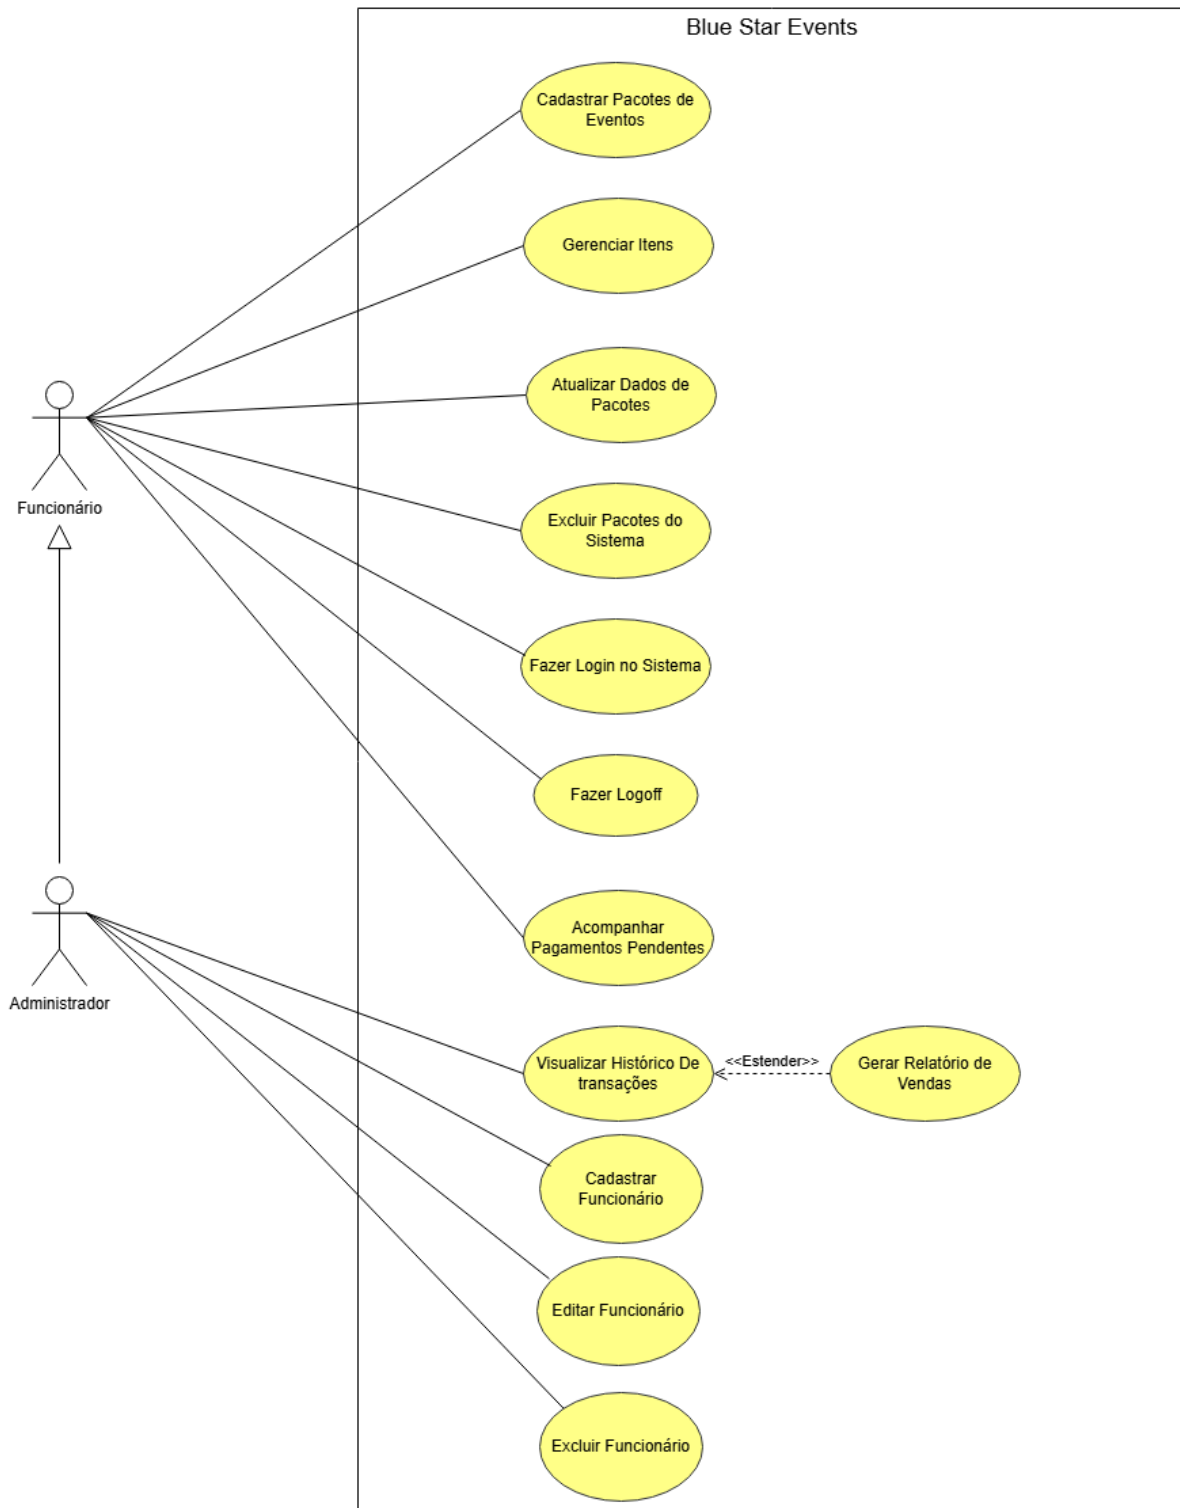 Blue Star Events
Cadastrar Pacotes de
Eventos
Gerenciar Itens
Atualizar Dados de
Pacotes
Funcionário
Excluir Pacotes do
Sistema
Fazer Login no Sistema
Fazer Logoff
Acompanhar
Pagamentos Pendentes
Administrador
Visualizar Histórico De
transações
<<Estender>>
Gerar Relatório de
Vendas
Cadastrar
Funcionário
Editar Funcionário
Excluir Funcionário